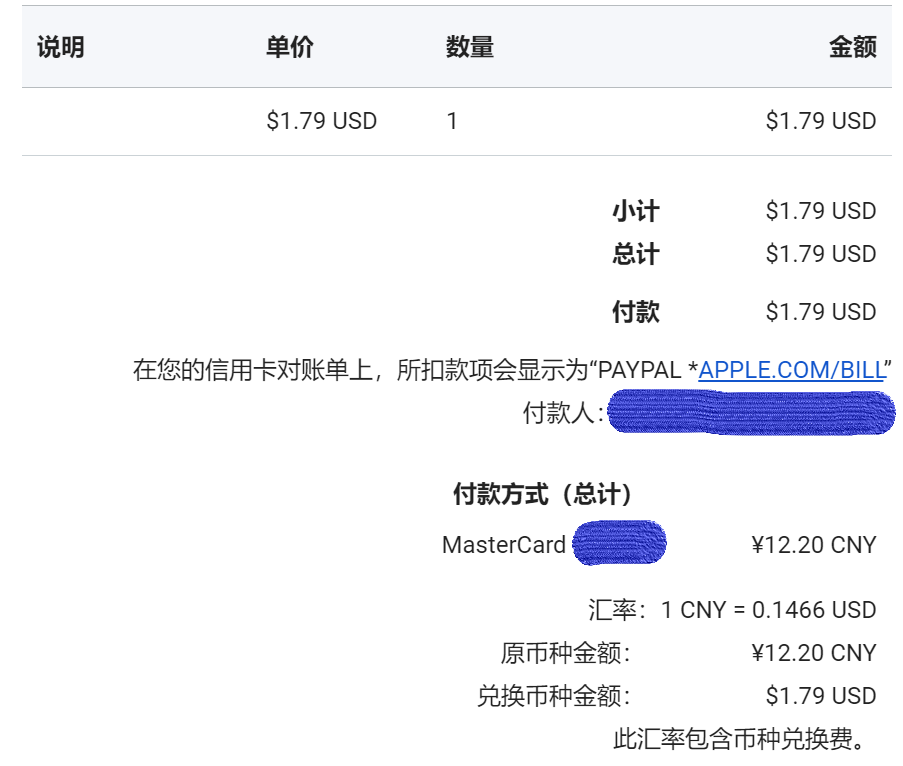 说明 单价 数量 金额
$1.79 USD 1 $1.79 USD
小计 $1.79 USD
总计 $1.79 USD
付款 $1.79 USD
在您的信用卡对账单上，所扣款项会显示为“PAYPAL *APPLE.COM/BILL”
付款人：
付款方式（总计）
MasterCard ¥12.20 CNY
汇率：1 CNY = 0.1466 USD
原币种金额： ¥12.20 CNY
兑换币种金额： $1.79 USD
此汇率包含币种兑换费。